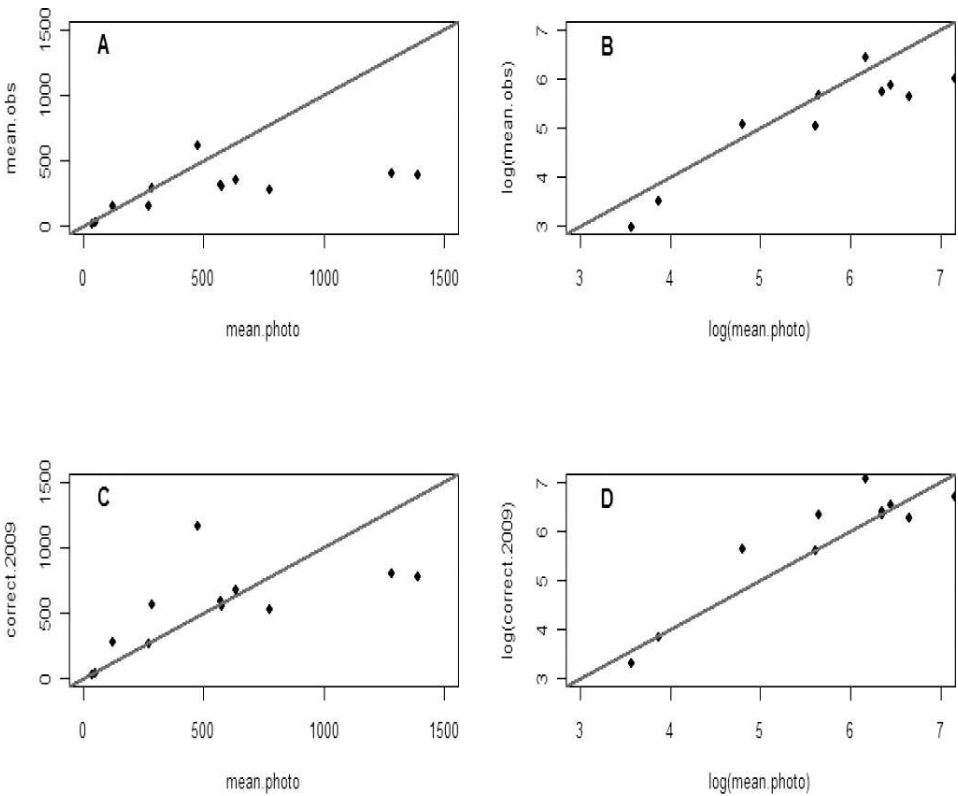 A
mean.obs
0 500 1000 1500
0 500 1000 1500
mean.photo
B
log(mean.obs)
3 4 5 6 7
3 4 5 6 7
log(mean.photo)
C
correct.2009
0 500 1000 1500
0 500 1000 1500
mean.photo
D
log(correct.2009)
3 4 5 6 7
3 4 5 6 7
log(mean.photo)